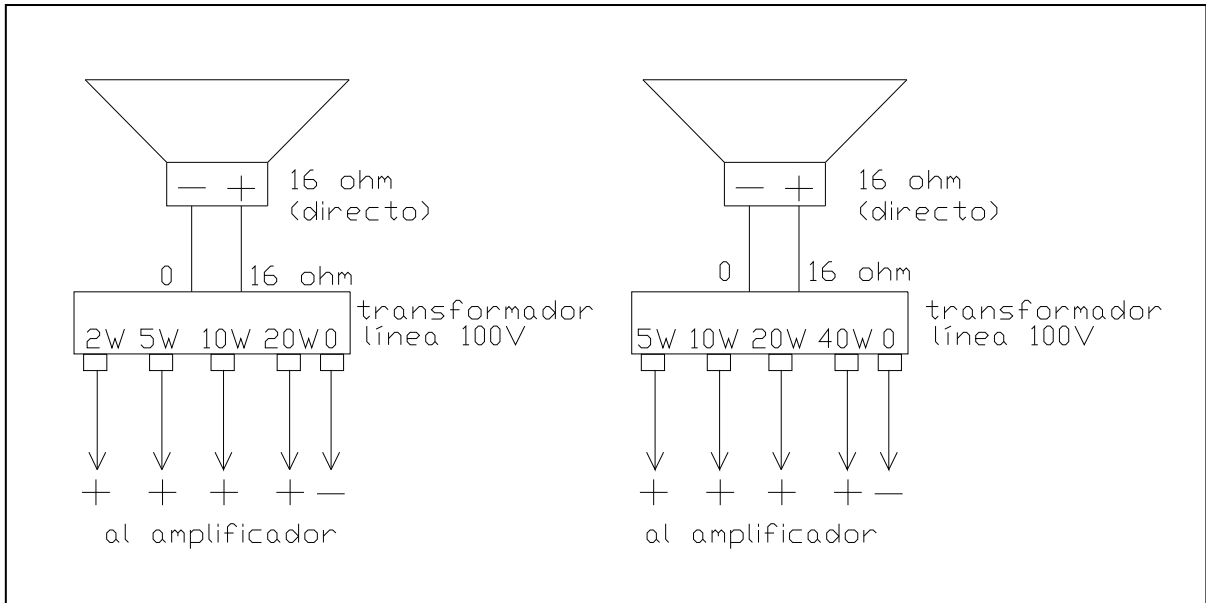 − +
16 ohm
(directo)
0
16 ohm
transformador
línea 100V
2W 5W 10W 20W 0
+ + + + −
al amplificador
− +
16 ohm
(directo)
0
16 ohm
transformador
línea 100V
5W 10W 20W 40W 0
+ + + + −
al amplificador